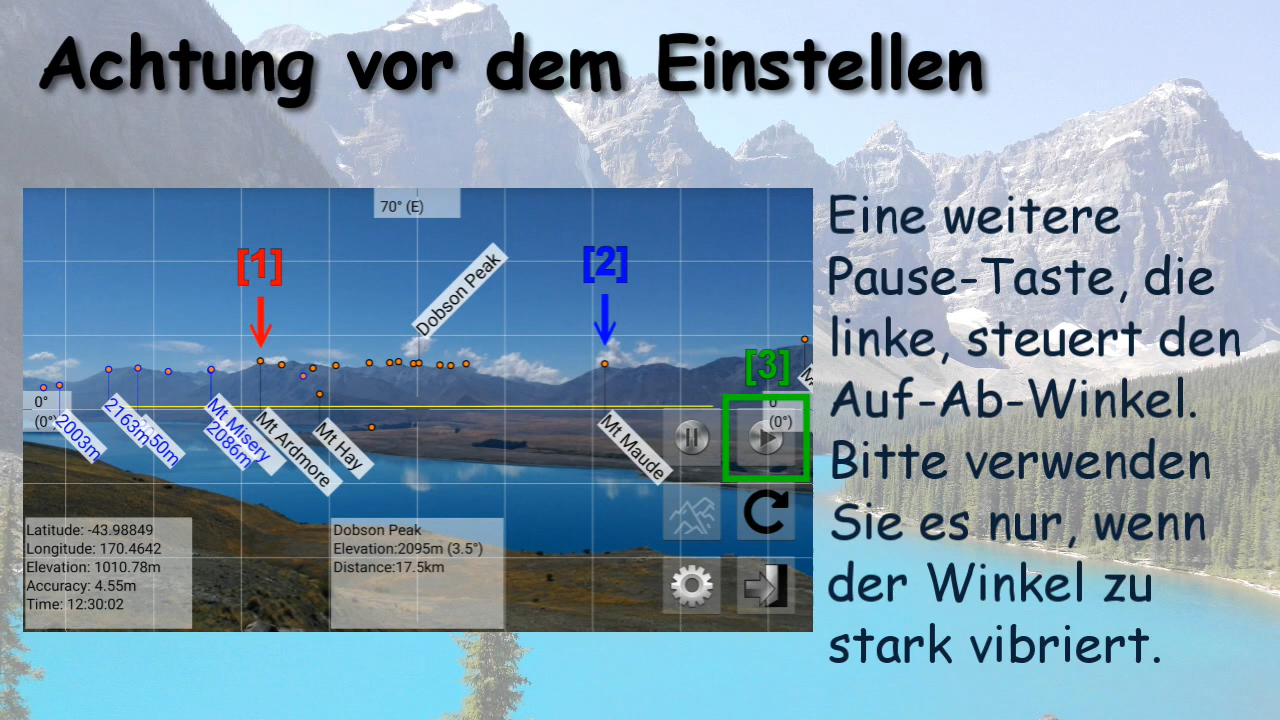 Achtung vor dem Einstellen
70° (E)
[1]
[2]
Dobson Peak
[3]
0°
(0°)
0
(0°)
2003m
2163m
50m
Mt Misery
2086m
Mt Ardmore
Mt Hay
Mt Maude
M
Latitude: -43.98849
Longitude: 170.4642
Elevation: 1010.78m
Accuracy: 4.55m
Time: 12:30:02
Dobson Peak
Elevation:2095m (3.5°)
Distance:17.5km
Eine weitere
Pause-Taste, die
linke, steuert den
Auf-Ab-Winkel.
Bitte verwenden
Sie es nur, wenn
der Winkel zu
stark vibriert.